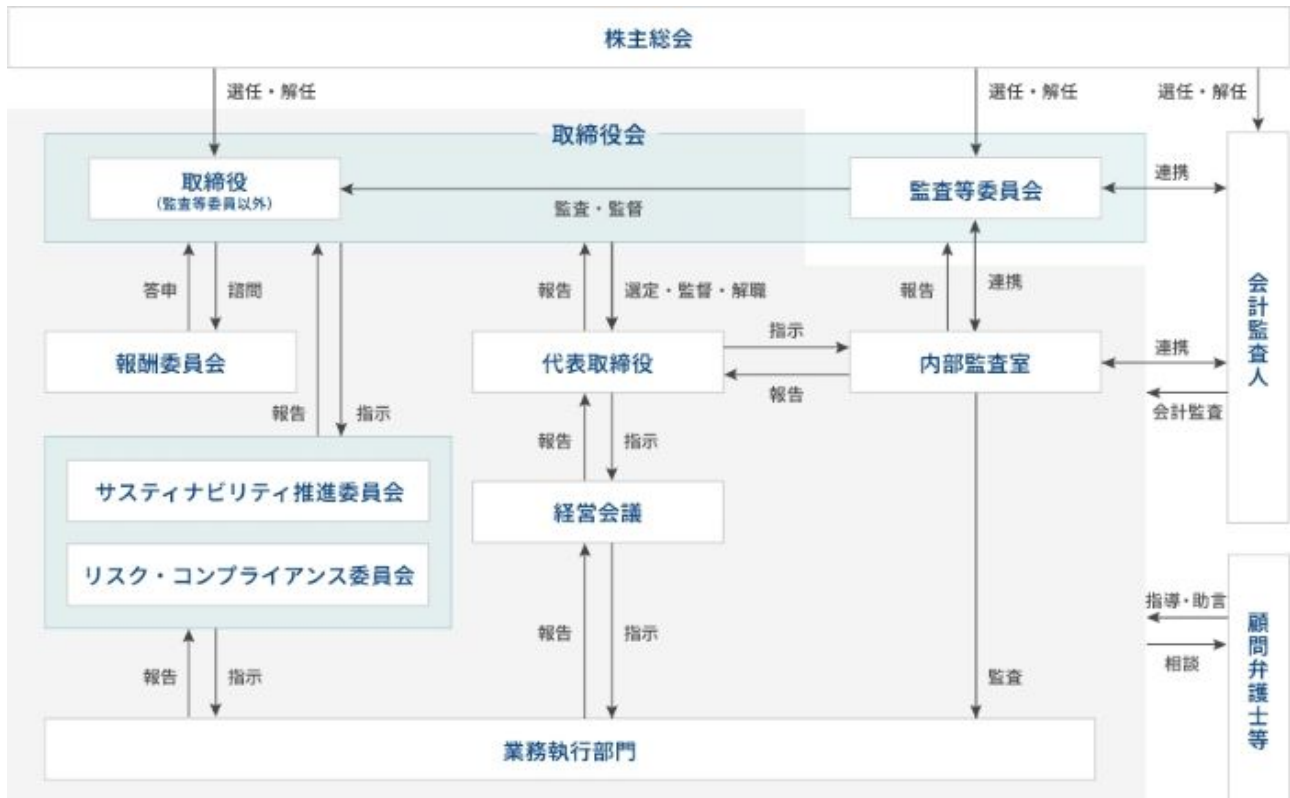 株主総会
選任・解任
選任・解任
選任・解任
取締役会
取締役
(監査等委員以外)
監査等委員会
連携
監査・監督
会計監査人
答申
諮問
報告
選定・監督・解職
報告
連携
報酬委員会
代表取締役
指示
報告
内部監査室
連携
会計監査
報告
指示
報告
指示
サスティナビリティ推進委員会
リスク・コンプライアンス委員会
経営会議
指導・助言
相談
顧問弁護士等
報告
指示
報告
指示
監査
業務執行部門